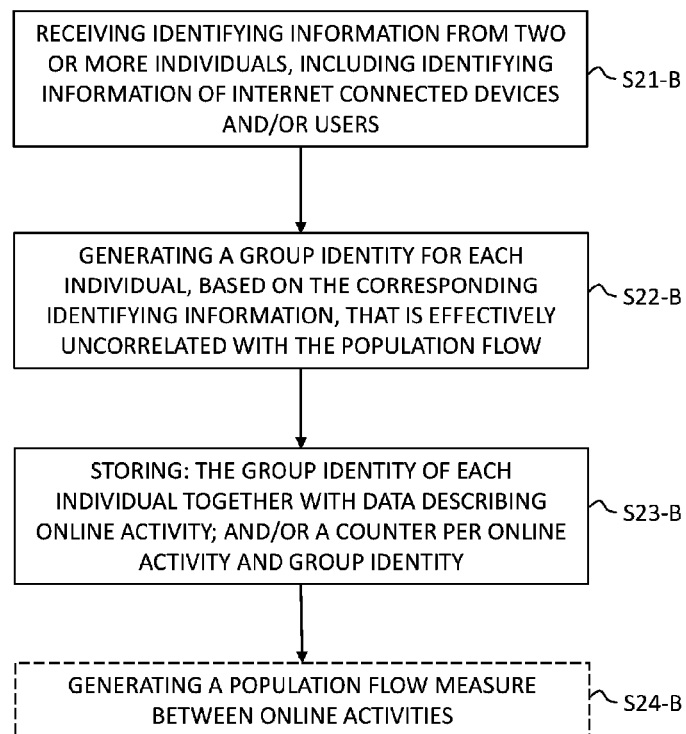 RECEIVING IDENTIFYING INFORMATION FROM TWO
OR MORE INDIVIDUALS, INCLUDING IDENTIFYING
INFORMATION OF INTERNET CONNECTED DEVICES
AND/OR USERS
S21-B
GENERATING A GROUP IDENTITY FOR EACH
INDIVIDUAL, BASED ON THE CORRESPONDING
IDENTIFYING INFORMATION, THAT IS EFFECTIVELY
UNCORRELATED WITH THE POPULATION FLOW
S22-B
STORING: THE GROUP IDENTITY OF EACH
INDIVIDUAL TOGETHER WITH DATA DESCRIBING
ONLINE ACTIVITY; AND/OR A COUNTER PER ONLINE
ACTIVITY AND GROUP IDENTITY
S23-B
GENERATING A POPULATION FLOW MEASURE
BETWEEN ONLINE ACTIVITIES
S24-B